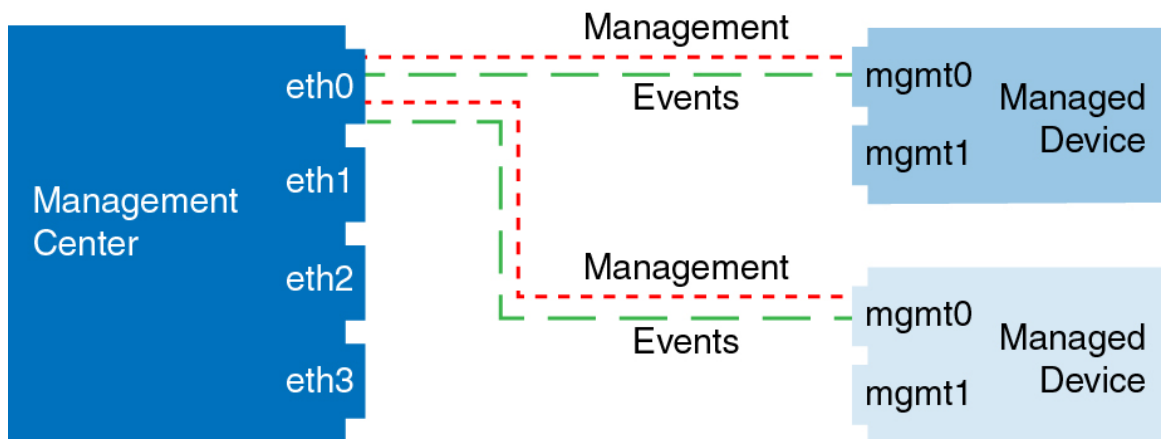 Management
Center
eth0
eth1
eth2
eth3
Management
Events
mgmt0
mgmt1
Managed
Device
Management
Events
mgmt0
mgmt1
Managed
Device